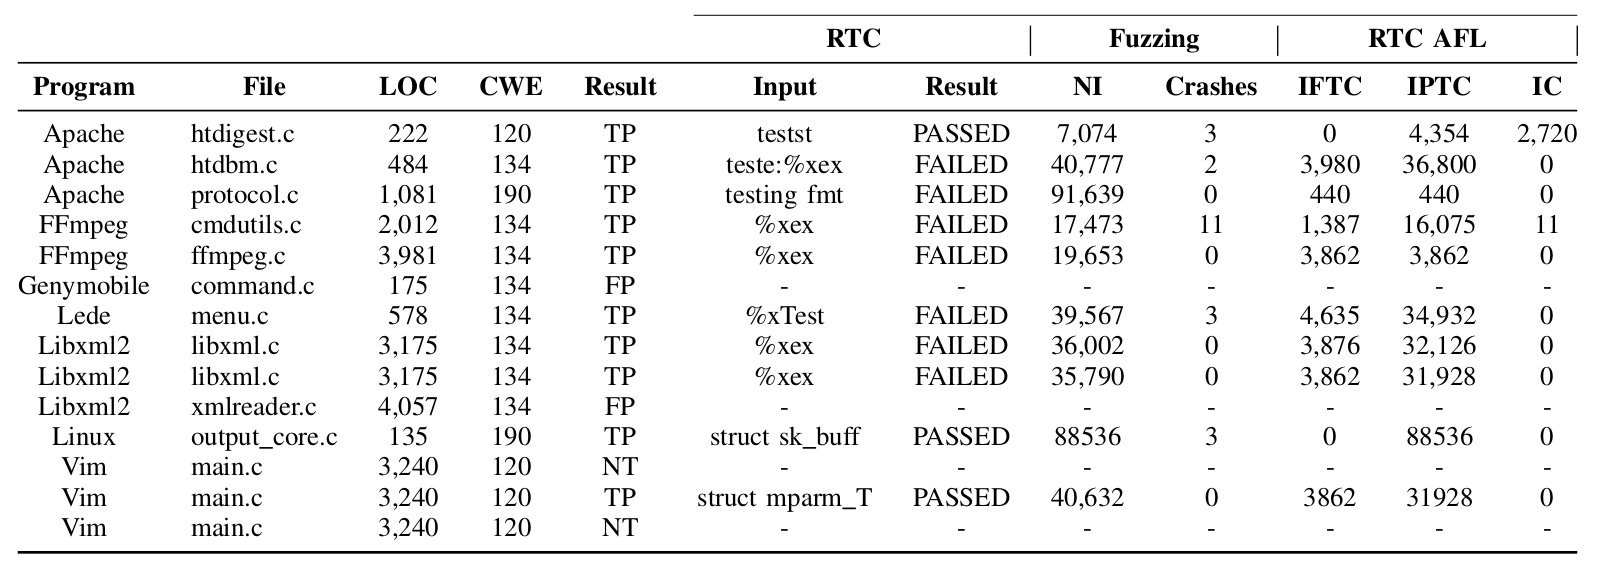 RTC Fuzzing RTC AFL
Program File LOC CWE Result Input Result NI Crashes IFTC IPTC IC
Apache htdigest.c 222 120 TP testst PASSED 7,074 3 0 4,354 2,720
Apache htdbm.c 484 134 TP teste:%xex FAILED 40,777 2 3,980 36,800 0
Apache protocol.c 1,081 190 TP testing fmt FAILED 91,639 0 440 440 0
FFmpeg cmdutils.c 2,012 134 TP %xex FAILED 17,473 11 1,387 16,075 11
FFmpeg ffmpeg.c 3,981 134 TP %xex FAILED 19,653 0 3,862 3,862 0
Genymobile command.c 175 134 FP - - - - - - -
Lede menu.c 578 134 TP %xTest FAILED 39,567 3 4,635 34,932 0
Libxml2 libxml.c 3,175 134 TP %xex FAILED 36,002 0 3,876 32,126 0
Libxml2 libxml.c 3,175 134 TP %xex FAILED 35,790 0 3,862 31,928 0
Libxml2 xmlreader.c 4,057 134 FP - - - - - - -
Linux output_core.c 135 190 TP struct sk_buff PASSED 88536 3 0 88536 0
Vim main.c 3,240 120 NT - - - - - - -
Vim main.c 3,240 120 TP struct mparm_T PASSED 40,632 0 3862 31928 0
Vim main.c 3,240 120 NT - - - - - - -